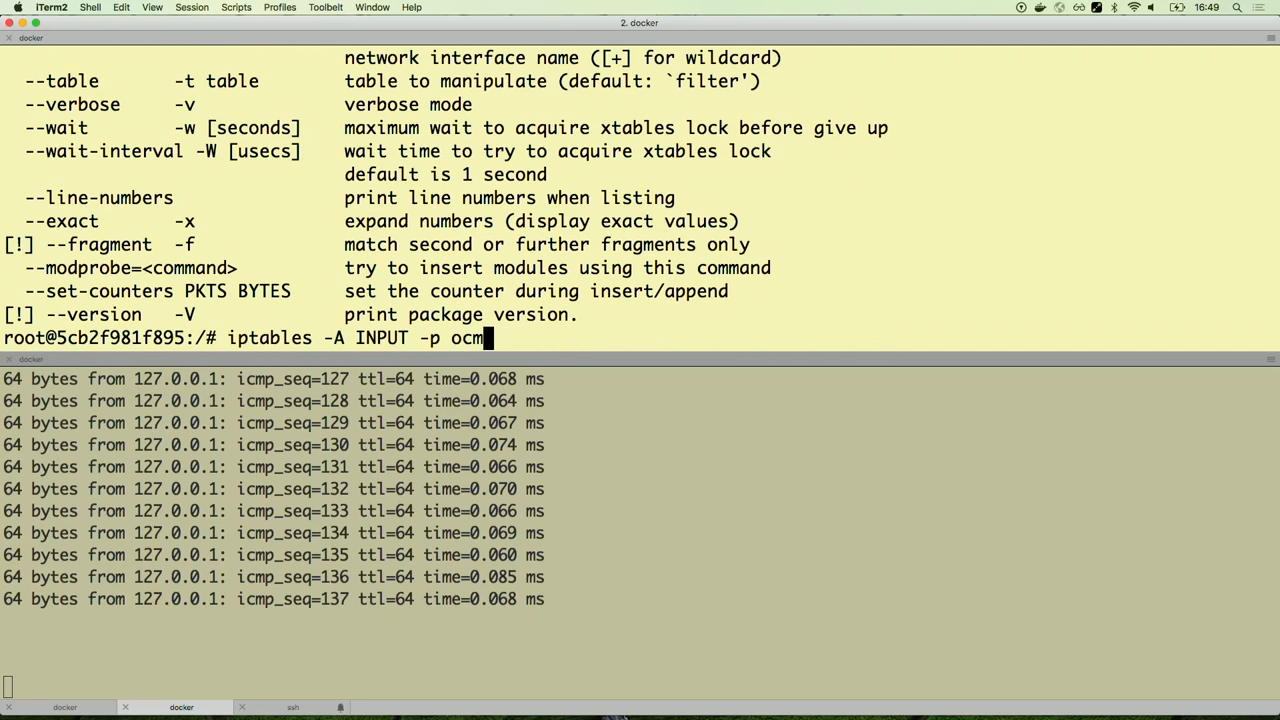 iTerm2 Shell Edit View Session Scripts Profiles Toolbelt Window Help 16:49
2. docker
docker
network interface name ([+] for wildcard)
--table -t table table to manipulate (default: `filter')
--verbose -v verbose mode
--wait -w [seconds] maximum wait to acquire xtables lock before give up
--wait-interval -W [usecs] wait time to try to acquire xtables lock
default is 1 second
--line-numbers print line numbers when listing
--exact -x expand numbers (display exact values)
[!] --fragment -f match second or further fragments only
--modprobe=<command> try to insert modules using this command
--set-counters PKTS BYTES set the counter during insert/append
[!] --version -V print package version.
root@5cb2f981f895:/# iptables -A INPUT -p ocm
docker
64 bytes from 127.0.0.1: icmp_seq=127 ttl=64 time=0.068 ms
64 bytes from 127.0.0.1: icmp_seq=128 ttl=64 time=0.064 ms
64 bytes from 127.0.0.1: icmp_seq=129 ttl=64 time=0.067 ms
64 bytes from 127.0.0.1: icmp_seq=130 ttl=64 time=0.074 ms
64 bytes from 127.0.0.1: icmp_seq=131 ttl=64 time=0.066 ms
64 bytes from 127.0.0.1: icmp_seq=132 ttl=64 time=0.070 ms
64 bytes from 127.0.0.1: icmp_seq=133 ttl=64 time=0.066 ms
64 bytes from 127.0.0.1: icmp_seq=134 ttl=64 time=0.069 ms
64 bytes from 127.0.0.1: icmp_seq=135 ttl=64 time=0.060 ms
64 bytes from 127.0.0.1: icmp_seq=136 ttl=64 time=0.085 ms
64 bytes from 127.0.0.1: icmp_seq=137 ttl=64 time=0.068 ms
docker docker ssh